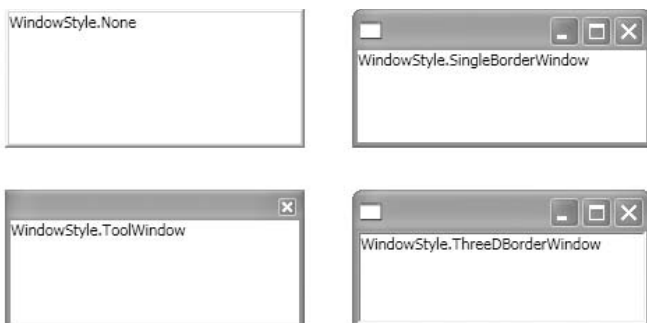 WindowStyle.None
WindowStyle.SingleBorderWindow
WindowStyle.ToolWindow
WindowStyle.ThreeDBorderWindow